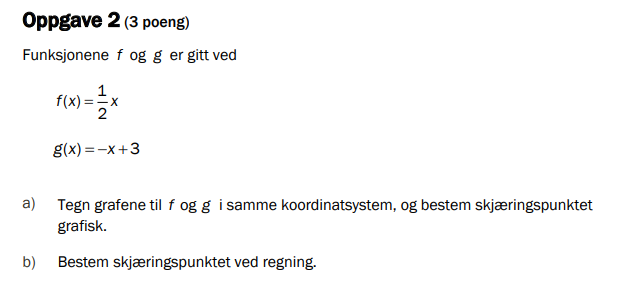 Oppgave 2 (3 poeng)
Funksjonene f og g er gitt ved
f(x) = 1/2 x
g(x) = −x + 3
a) Tegn grafene til f og g i samme koordinatsystem, og bestem skjæringspunktet
grafisk.
b) Bestem skjæringspunktet ved regning.